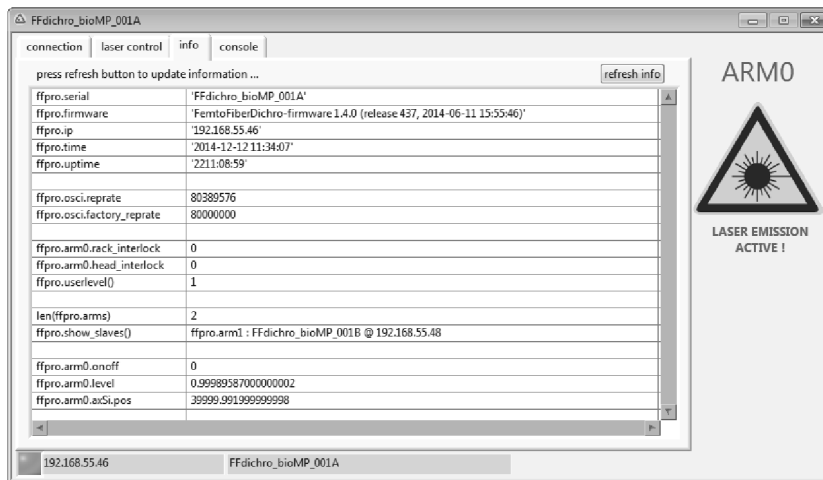 FFdichro_bioMP_001A
connection laser control info console
press refresh button to update information ... refresh info
ffpro.serial 'FFdichro_bioMP_001A'
ffpro.firmware 'FemtoFiberDichro-firmware 1.4.0 (release 437, 2014-06-11 15:55:46)'
ffpro.ip '192.168.55.46'
ffpro.time '2014-12-12 11:34:07'
ffpro.uptime '2211:08:59'
ffpro.osci.reprate 80389576
ffpro.osci.factory_reprate 80000000
ffpro.arm0.rack_interlock 0
ffpro.arm0.head_interlock 0
ffpro.userlevel() 1
len(ffpro.arms) 2
ffpro.show_slaves() ffpro.arm1 : FFdichro_bioMP_001B @ 192.168.55.48
ffpro.arm0.onoff 0
ffpro.arm0.level 0.99989587000000002
ffpro.arm0.axSi.pos 39999.991999999998
192.168.55.46 FFdichro_bioMP_001A
ARM0
LASER EMISSION
ACTIVE !